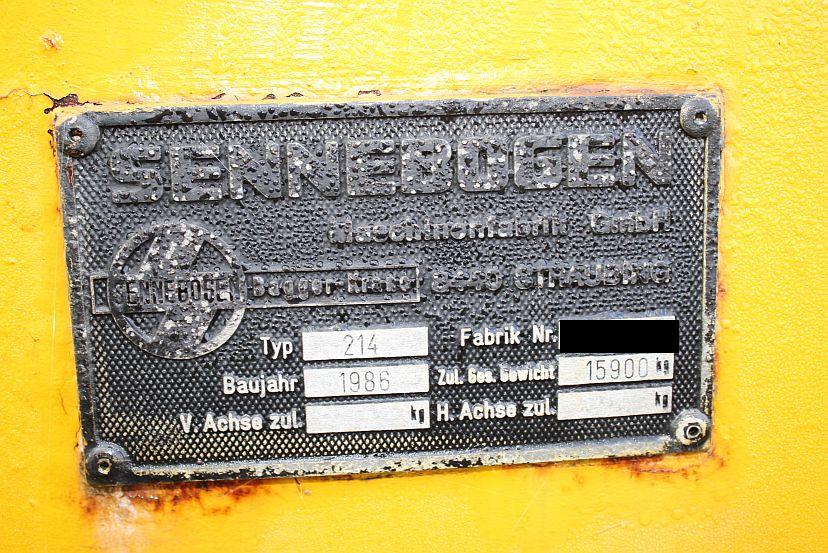 SENNEBOGEN
Maschinenfabrik GmbH
SENNEBOGEN Bagger-Krane 8440 STRAUBING
Typ 214 Fabrik Nr.
Baujahr 1986 Zul. Ges. Gewicht 15900 kg
V. Achse zul. kg H. Achse zul. kg